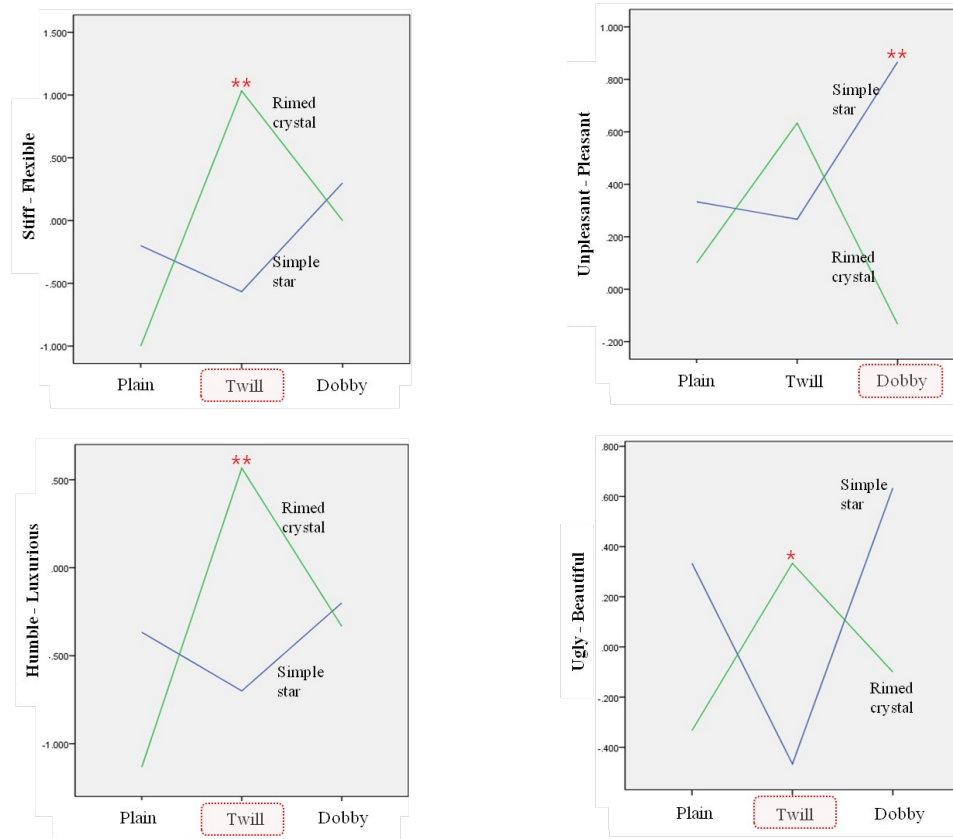 Stiff - Flexible
1.500
1.000
.500
.000
-.500
-1.000
**
Rimed
crystal
Simple
star
Plain
Twill
Dobby
Unpleasant - Pleasant
1.000
.800
.600
.400
.200
.000
-.200
**
Simple
star
Rimed
crystal
Plain
Twill
Dobby
Humble - Luxurious
.500
.000
-.500
-1.000
**
Rimed
crystal
Simple
star
Plain
Twill
Dobby
Ugly - Beautiful
.800
.600
.400
.200
.000
-.200
-.400
*
Simple
star
Rimed
crystal
Plain
Twill
Dobby